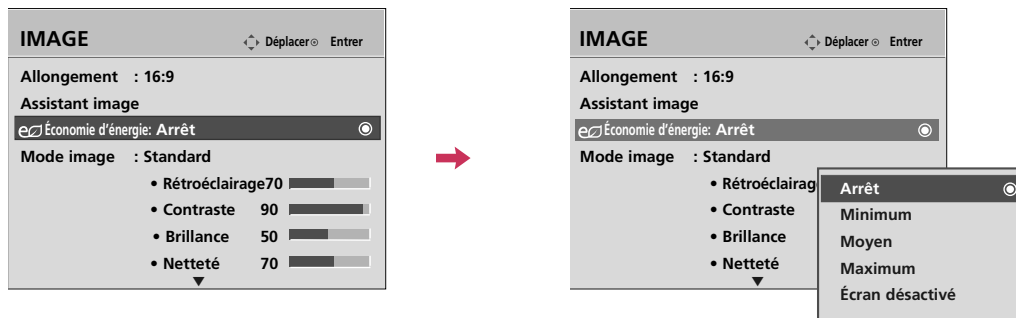 IMAGE Déplacer Entrer
Allongement : 16:9
Assistant image
Économie d'énergie: Arrêt
Mode image : Standard
• Rétroéclairage70
• Contraste 90
• Brillance 50
• Netteté 70
IMAGE Déplacer Entrer
Allongement : 16:9
Assistant image
Économie d'énergie: Arrêt
Mode image : Standard
• Rétroéclairag
• Contraste
• Brillance
• Netteté
Arrêt
Minimum
Moyen
Maximum
Écran désactivé